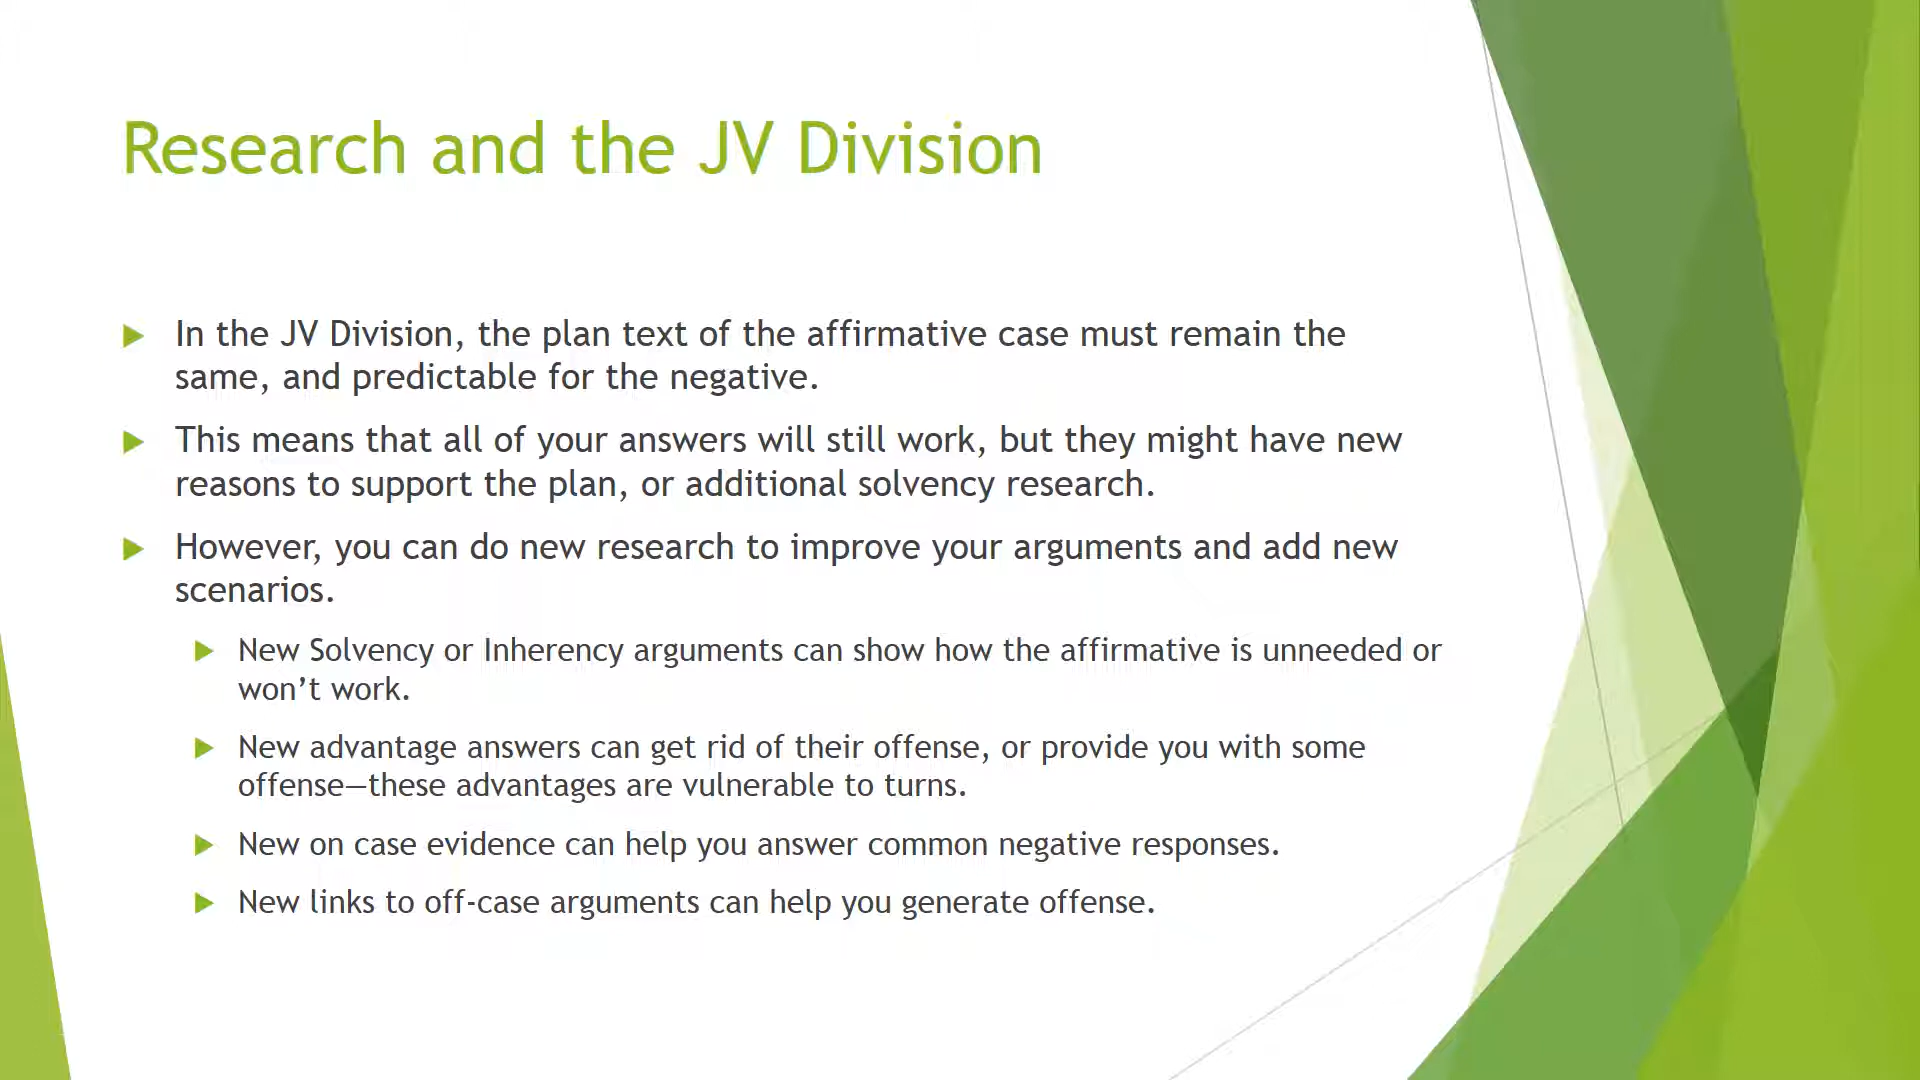 Research and the JV Division
In the JV Division, the plan text of the affirmative case must remain the
same, and predictable for the negative.
This means that all of your answers will still work, but they might have new
reasons to support the plan, or additional solvency research.
However, you can do new research to improve your arguments and add new
scenarios.
New Solvency or Inherency arguments can show how the affirmative is unneeded or
won’t work.
New advantage answers can get rid of their offense, or provide you with some
offense—these advantages are vulnerable to turns.
New on case evidence can help you answer common negative responses.
New links to off-case arguments can help you generate offense.